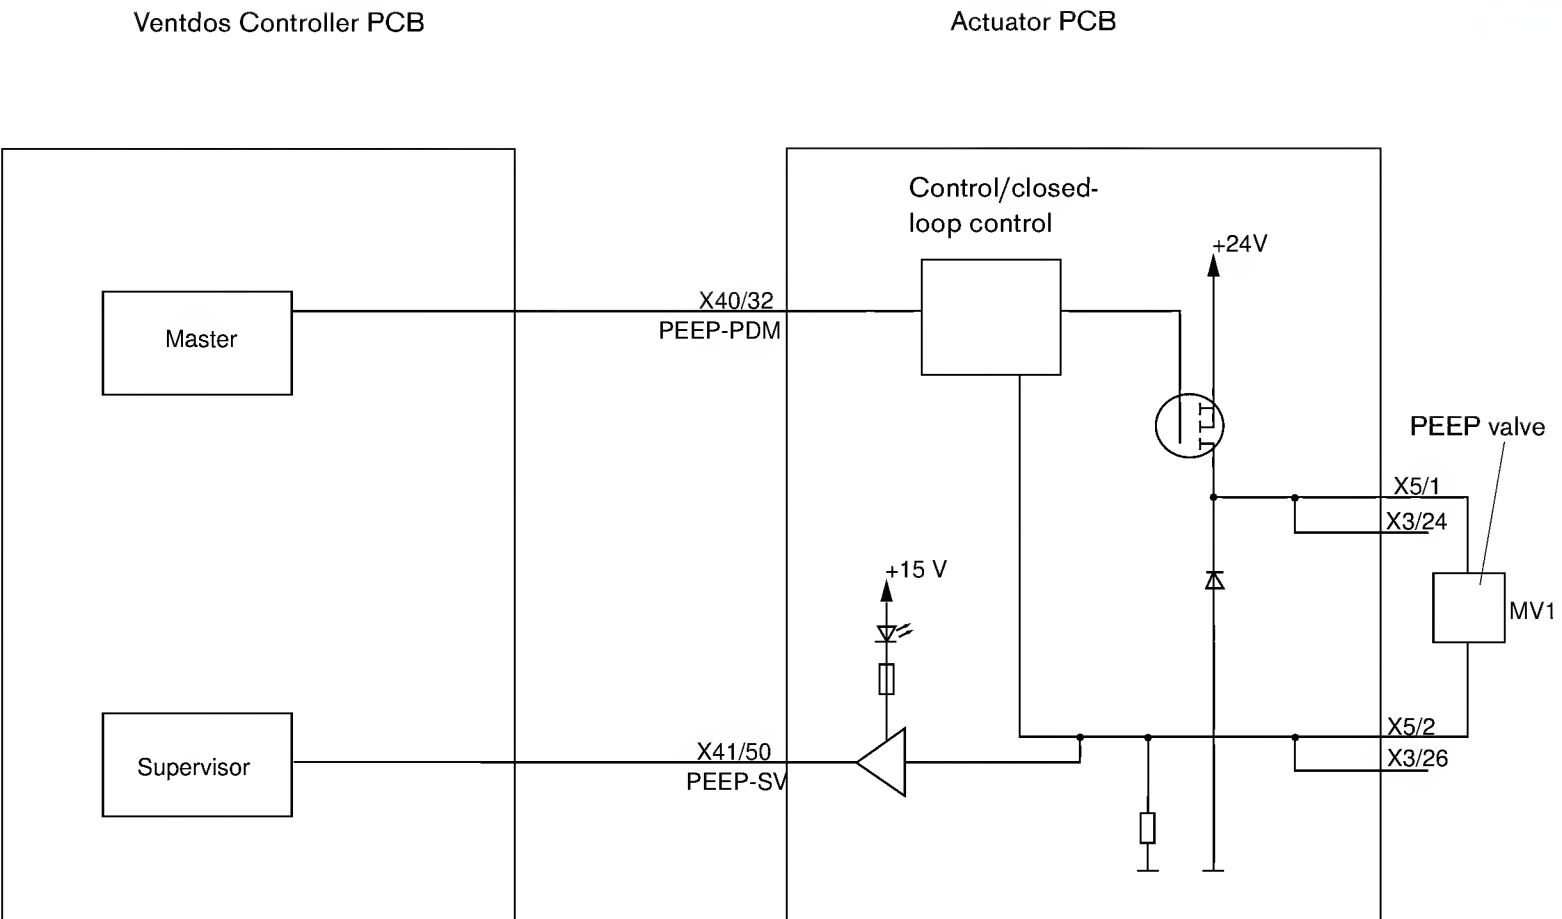 Ventdos Controller PCB
Actuator PCB
Control/closed-
loop control
+24V
X40/32
PEEP-PDM
Master
PEEP valve
X5/1
X3/24
+15 V
MV1
X5/2
X41/50
X3/26
Supervisor
PEEP-SV